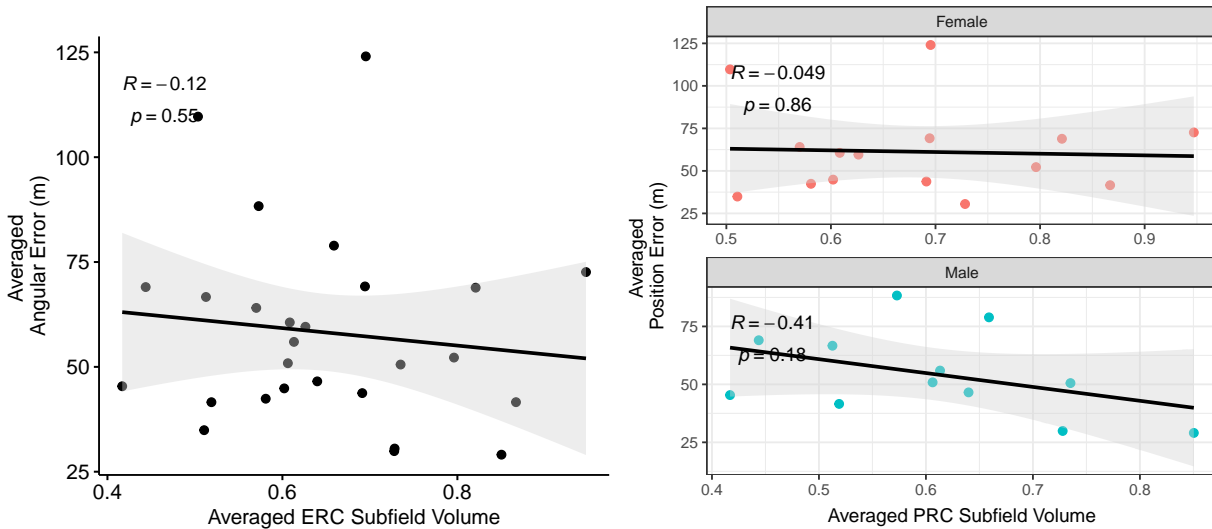 Averaged
Angular Error (m)
125
100
75
50
25
R = −0.12
p = 0.55
0.4
0.6
0.8
Averaged ERC Subfield Volume
Averaged
Position Error (m)
Female
125
100
75
50
25
R = −0.049
p = 0.86
0.5
0.6
0.7
0.8
0.9
Male
75
50
25
R = −0.41
p = 0.18
0.4
0.5
0.6
0.7
0.8
Averaged PRC Subfield Volume